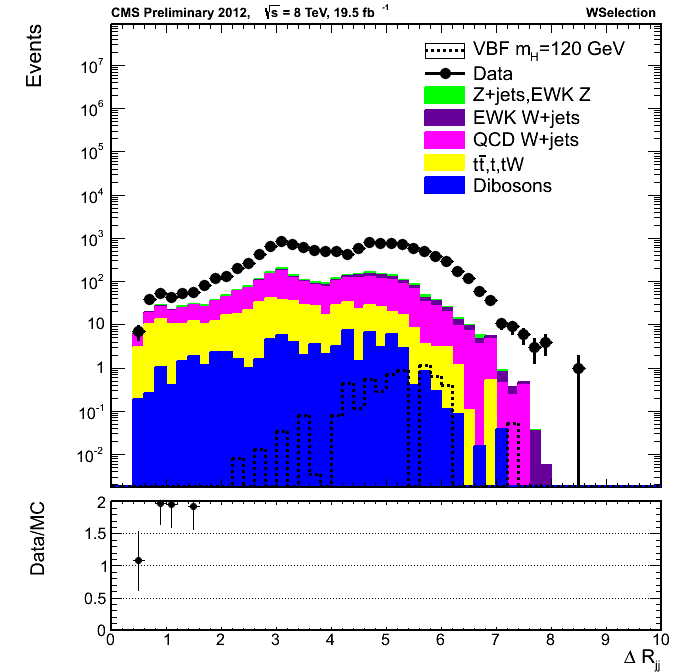 CMS Preliminary 2012, √s = 8 TeV, 19.5 fb⁻¹ WSelection
Events
VBF m_H=120 GeV
Data
Z+jets,EWK Z
EWK W+jets
QCD W+jets
tt̄,t,tW
Dibosons
10⁷
10⁶
10⁵
10⁴
10³
10²
10
1
10⁻¹
10⁻²
Data/MC
2
1.5
1
0.5
0
0 1 2 3 4 5 6 7 8 9 10
Δ R_jj